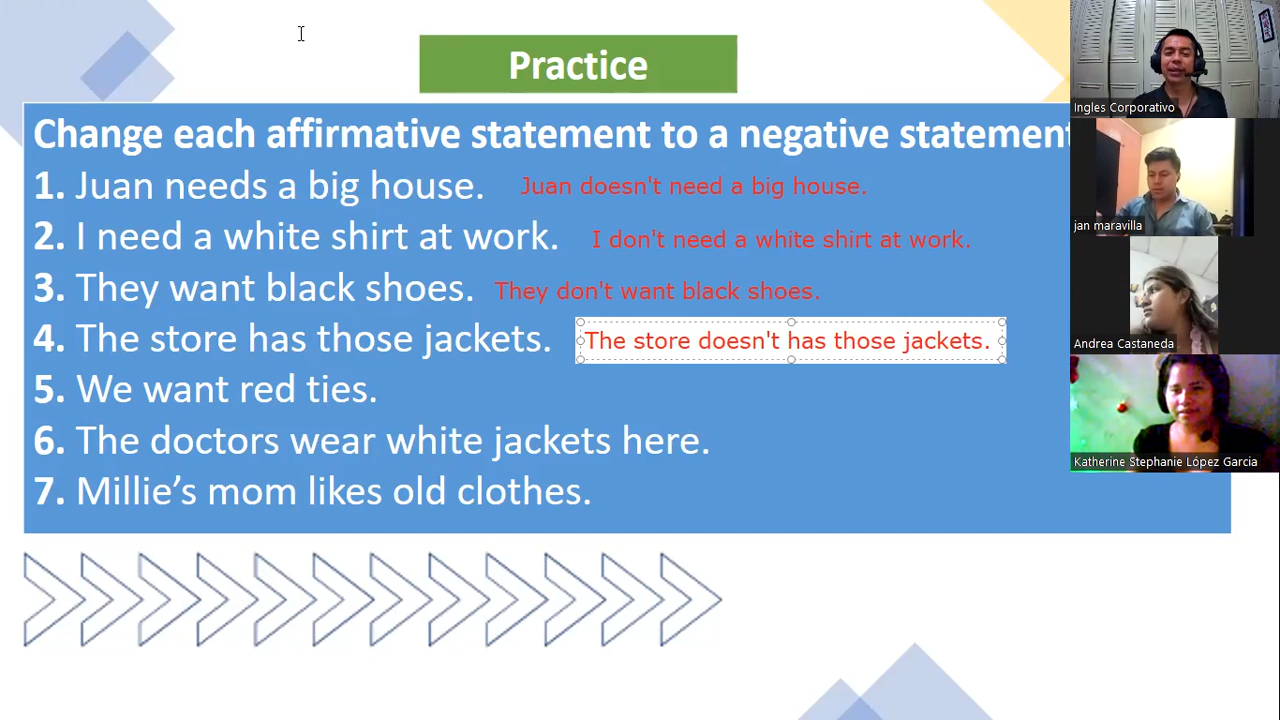 Practice
Change each affirmative statement to a negative statement
1. Juan needs a big house. Juan doesn't need a big house.
2. I need a white shirt at work. I don't need a white shirt at work.
3. They want black shoes. They don't want black shoes.
4. The store has those jackets. The store doesn't has those jackets.
5. We want red ties.
6. The doctors wear white jackets here.
7. Millie's mom likes old clothes.
Ingles Corporativo
jan maravilla
Andrea Castaneda
Katherine Stephanie López Garcia